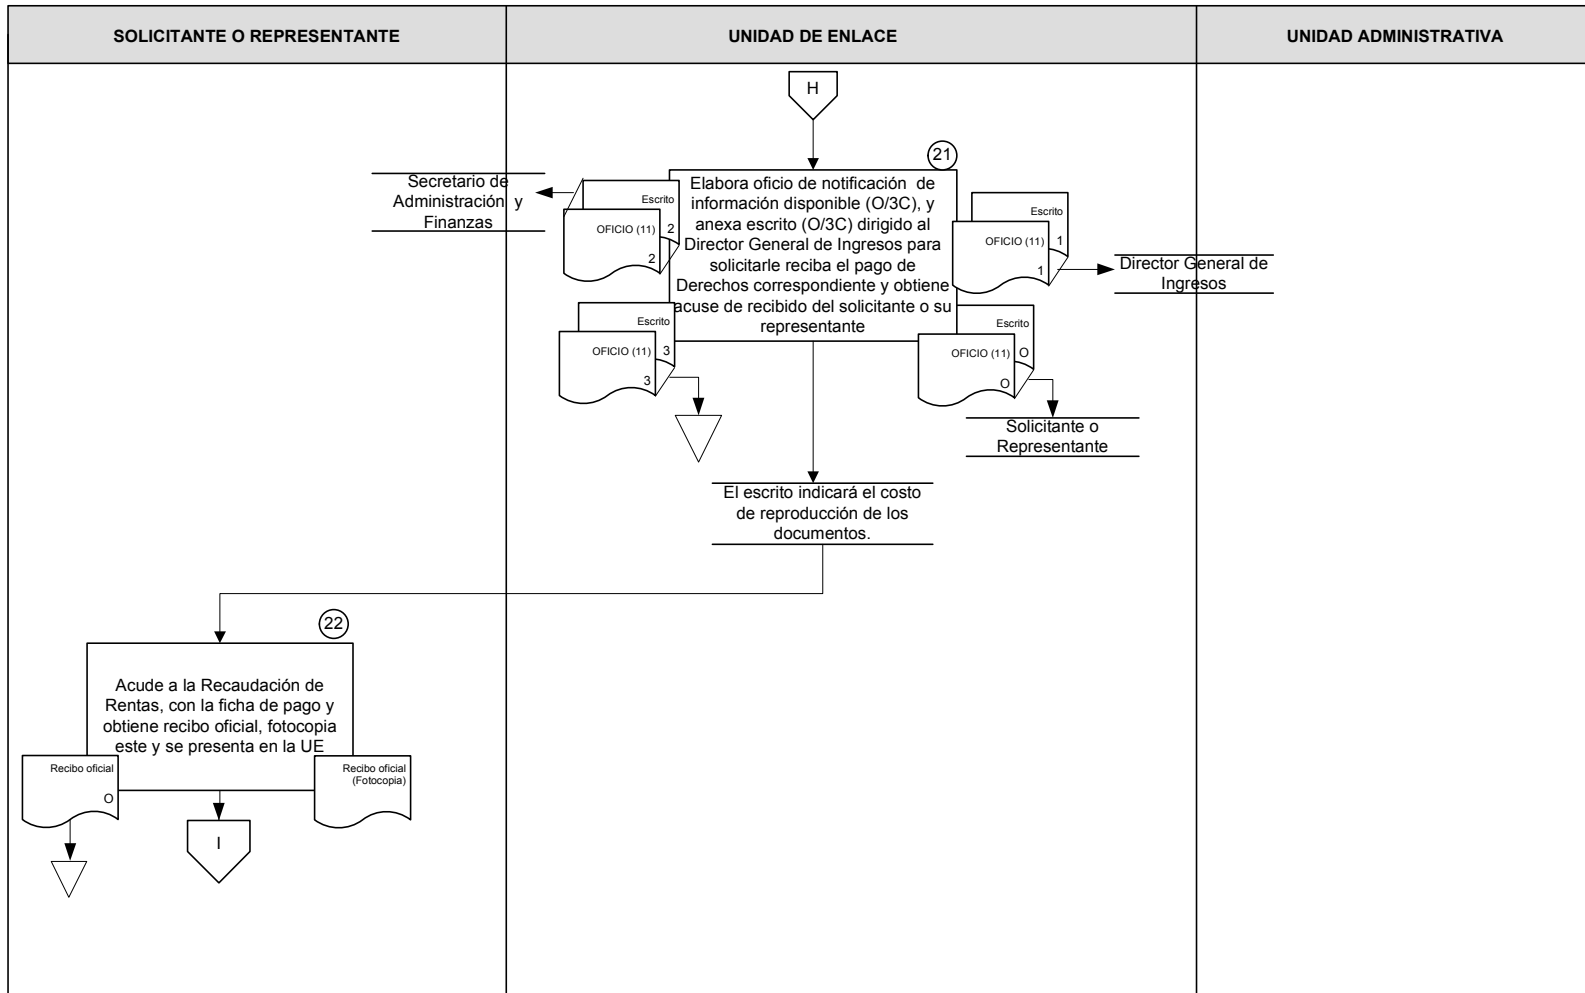 SOLICITANTE O REPRESENTANTE
UNIDAD DE ENLACE
UNIDAD ADMINISTRATIVA
H
21
Elabora oficio de notificación de
información disponible (O/3C), y
anexa escrito (O/3C) dirigido al
Director General de Ingresos para
solicitarle reciba el pago de
Derechos correspondiente y obtiene
acuse de recibido del solicitante o su
representante
Secretario de
Administración y
Finanzas
Escrito
2
OFICIO (11)
2
Escrito
1
OFICIO (11)
1
Director General de
Ingresos
Escrito
3
OFICIO (11)
3
Escrito
O
OFICIO (11)
O
Solicitante o
Representante
El escrito indicará el costo
de reproducción de los
documentos.
22
Acude a la Recaudación de
Rentas, con la ficha de pago y
obtiene recibo oficial, fotocopia
este y se presenta en la UE
Recibo oficial
O
Recibo oficial
(Fotocopia)
I